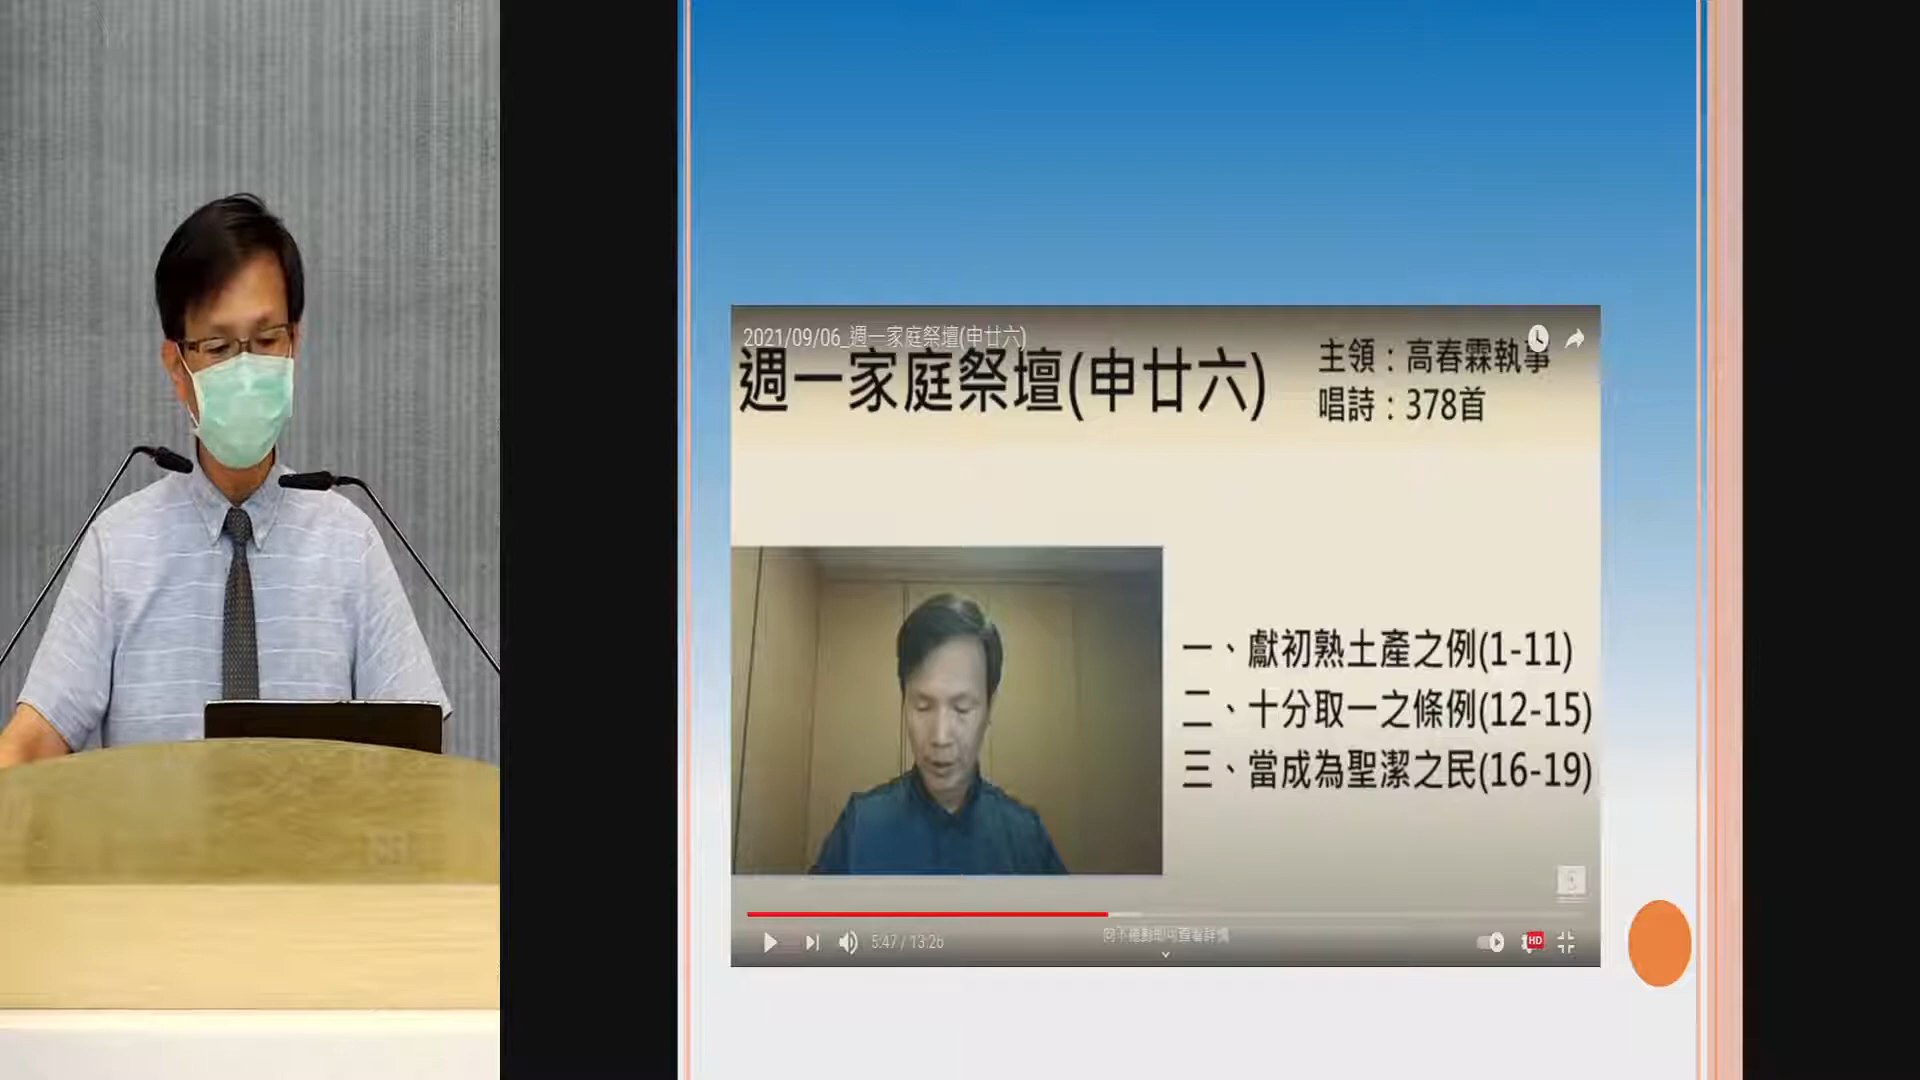 2021/09/06_週一家庭祭壇(申廿六)
週一家庭祭壇(申廿六)
主領：高春霖執事
唱詩：378首
一、獻初熟土產之例(1-11)
二、十分取一之條例(12-15)
三、當成為聖潔之民(16-19)
5:47 / 13:26
HD